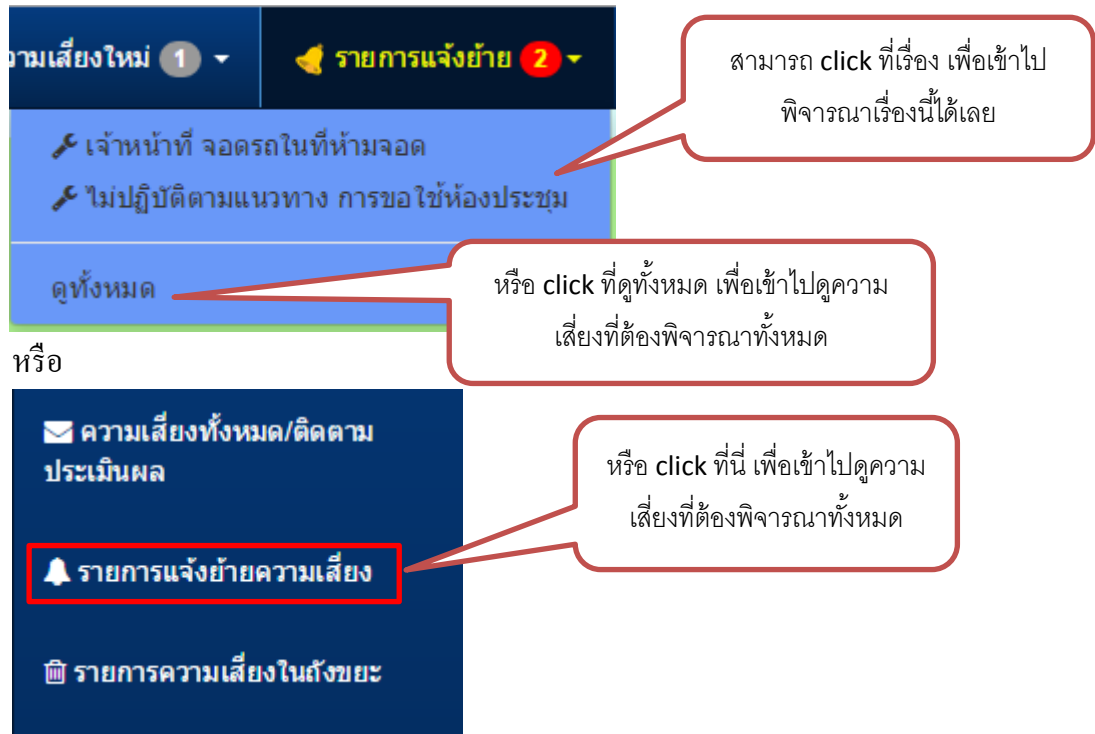 วามเสี่ยงใหม่ 1 รายการแจ้งย้าย 2
สามารถ click ที่เรื่อง เพื่อเข้าไป
พิจารณาเรื่องนี้ได้เลย
เจ้าหน้าที่ จอดรถในที่ห้ามจอด
ไม่ปฏิบัติตามแนวทาง การขอใช้ห้องประชุม
ดูทั้งหมด
หรือ click ที่ดูทั้งหมด เพื่อเข้าไปดูความ
เสี่ยงที่ต้องพิจารณาทั้งหมด
หรือ
ความเสี่ยงทั้งหมด/ติดตาม
ประเมินผล
หรือ click ที่นี่ เพื่อเข้าไปดูความ
เสี่ยงที่ต้องพิจารณาทั้งหมด
รายการแจ้งย้ายความเสี่ยง
รายการความเสี่ยงในถังขยะ